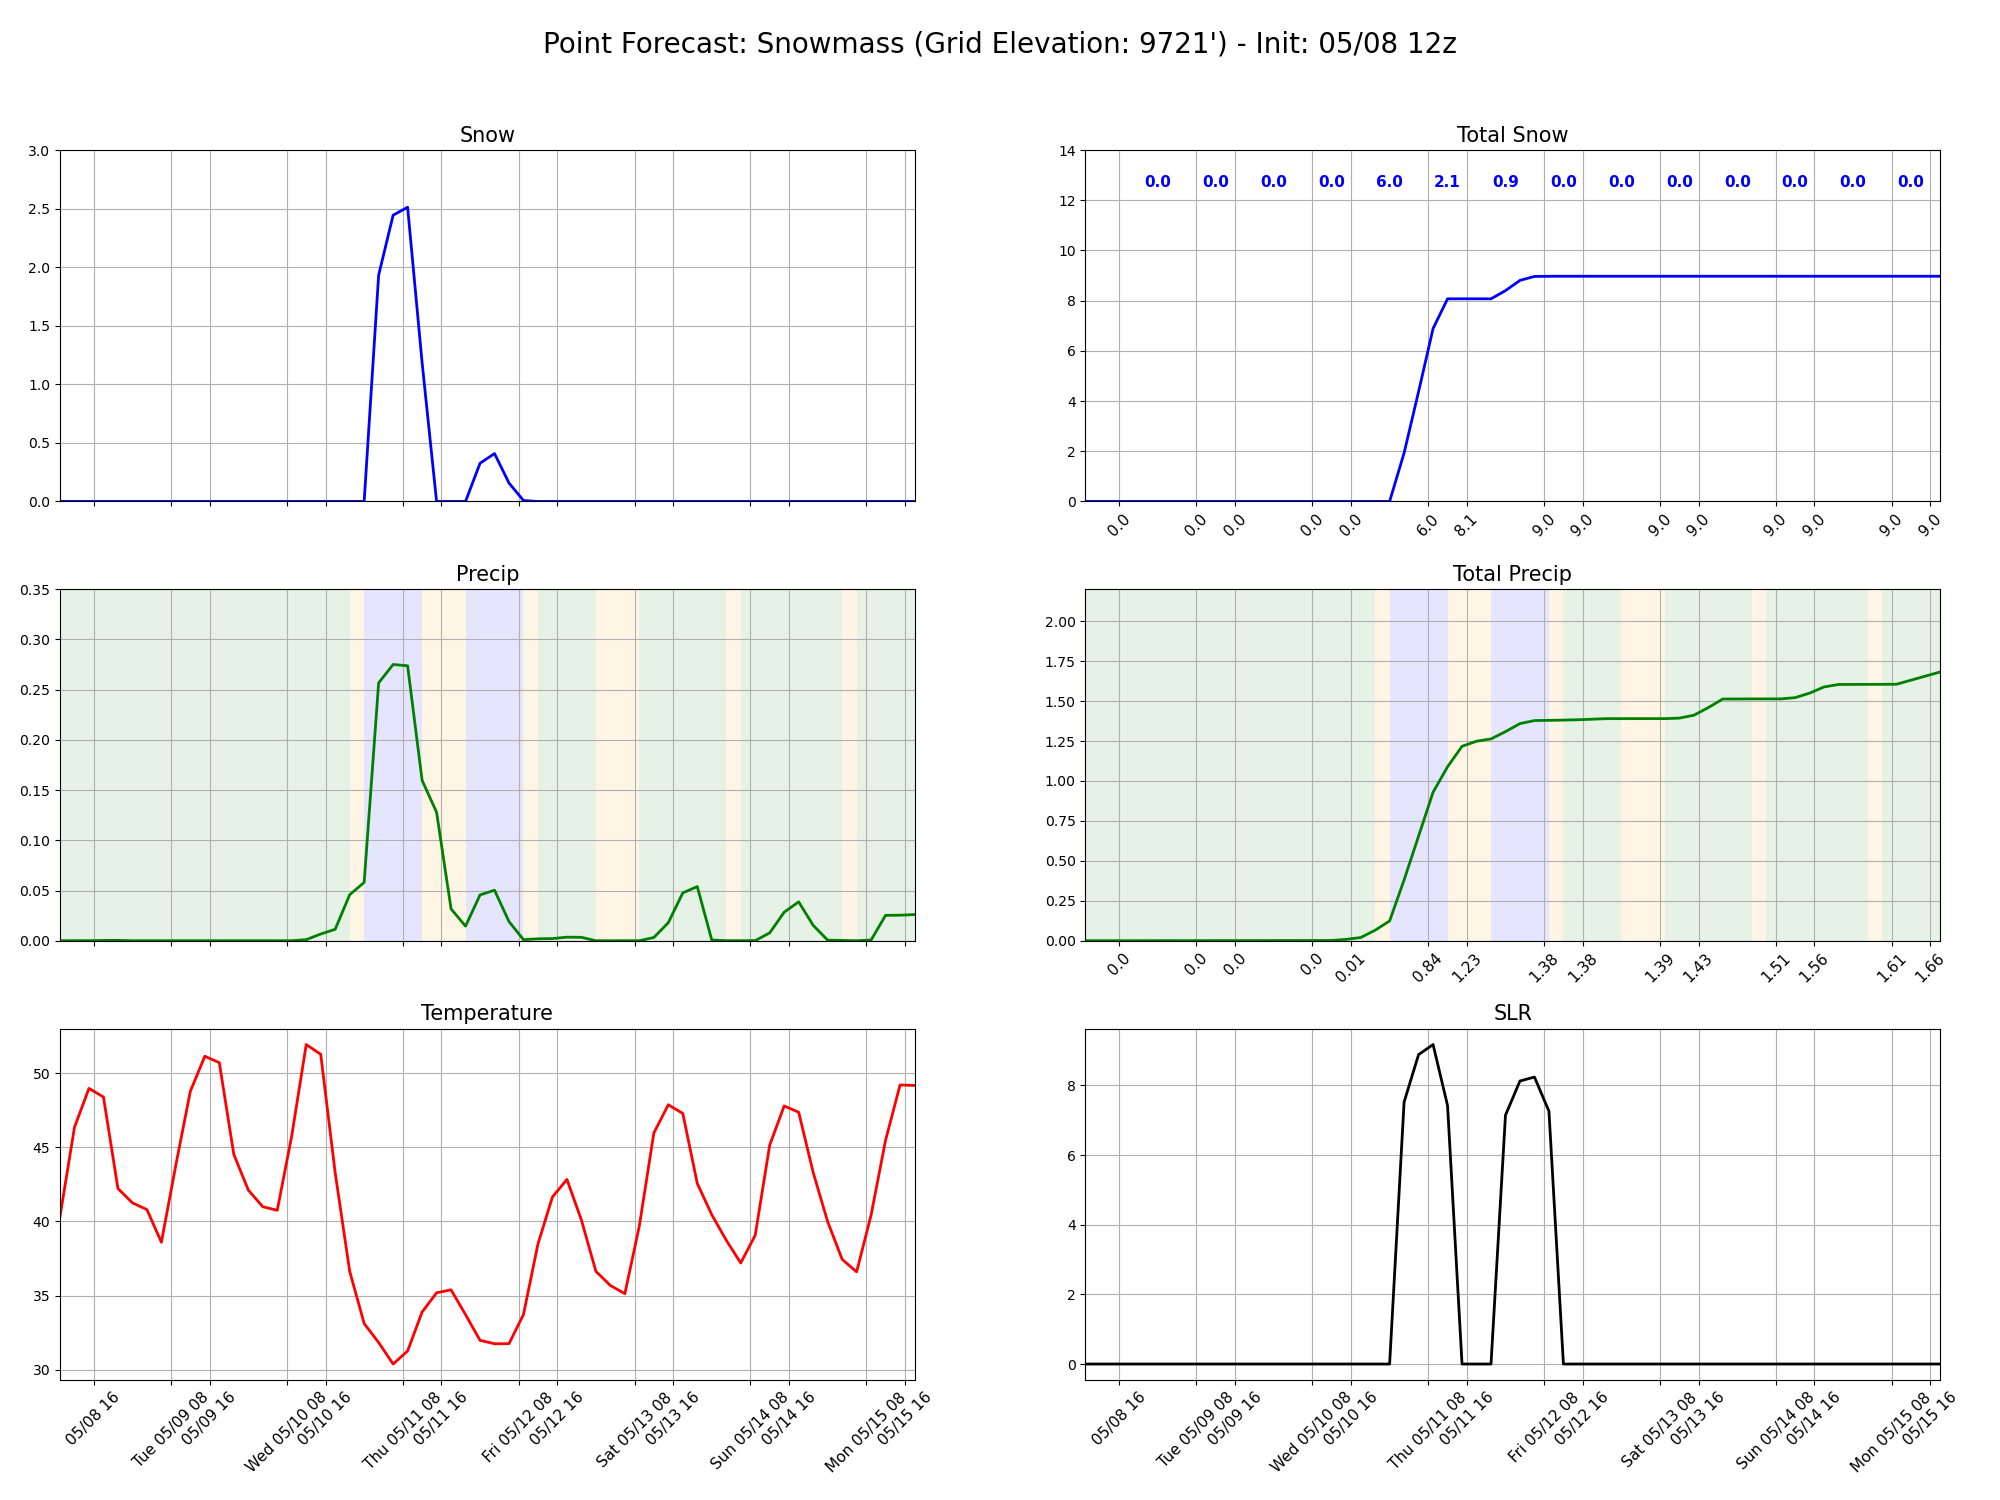 Point Forecast: Snowmass (Grid Elevation: 9721') - Init: 05/08 12z
Snow
3.0
2.5
2.0
1.5
1.0
0.5
0.0
Total Snow
14
12
10
8
6
4
2
0
0.0 0.0 0.0 0.0 6.0 2.1 0.9 0.0 0.0 0.0 0.0 0.0 0.0 0.0
0.0 0.0 0.0 0.0 0.0 6.0 8.1 9.0 9.0 9.0 9.0 9.0 9.0 9.0 9.0
Precip
0.35
0.30
0.25
0.20
0.15
0.10
0.05
0.00
Total Precip
2.00
1.75
1.50
1.25
1.00
0.75
0.50
0.25
0.00
0.0 0.0 0.0 0.0 0.01 0.84 1.23 1.38 1.38 1.39 1.43 1.51 1.56 1.61 1.66
Temperature
50
45
40
35
30
05/08 16
Tue 05/09 08
05/09 16
Wed 05/10 08
05/10 16
Thu 05/11 08
05/11 16
Fri 05/12 08
05/12 16
Sat 05/13 08
05/13 16
Sun 05/14 08
05/14 16
Mon 05/15 08
05/15 16
SLR
8
6
4
2
0
05/08 16
Tue 05/09 08
05/09 16
Wed 05/10 08
05/10 16
Thu 05/11 08
05/11 16
Fri 05/12 08
05/12 16
Sat 05/13 08
05/13 16
Sun 05/14 08
05/14 16
Mon 05/15 08
05/15 16